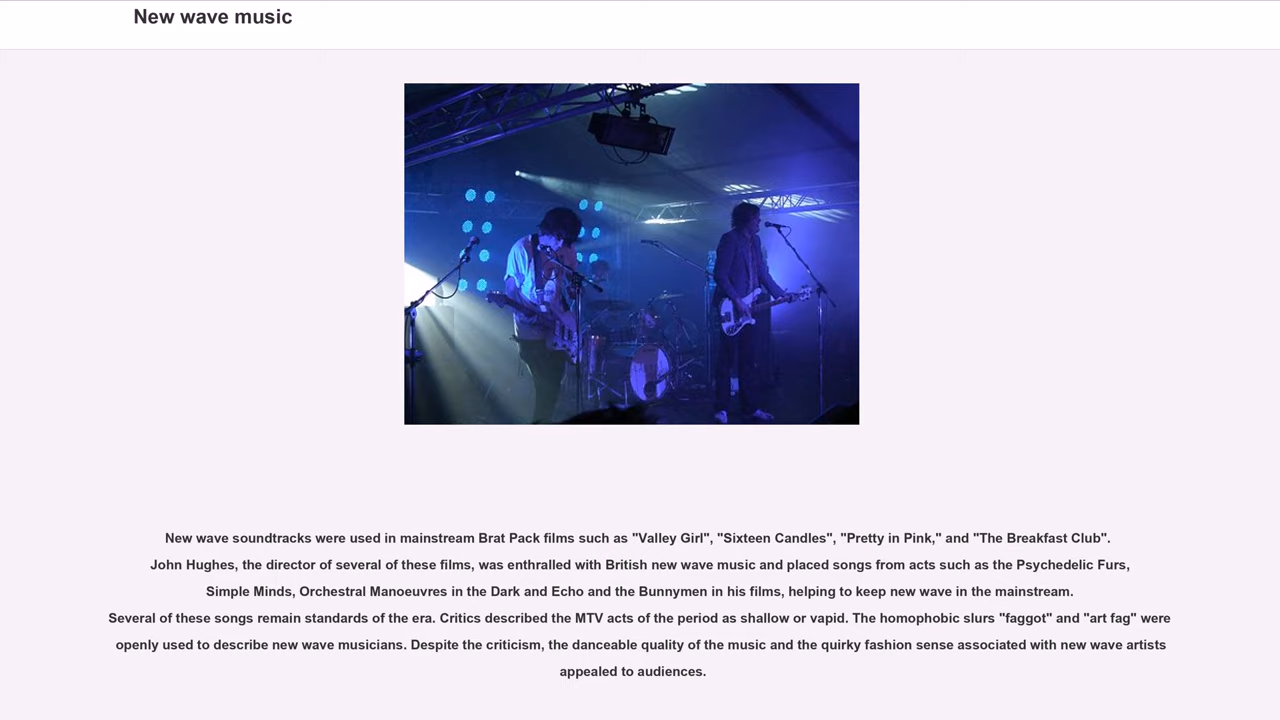 New wave music
New wave soundtracks were used in mainstream Brat Pack films such as "Valley Girl", "Sixteen Candles", "Pretty in Pink," and "The Breakfast Club".
John Hughes, the director of several of these films, was enthralled with British new wave music and placed songs from acts such as the Psychedelic Furs,
Simple Minds, Orchestral Manoeuvres in the Dark and Echo and the Bunnymen in his films, helping to keep new wave in the mainstream.
Several of these songs remain standards of the era. Critics described the MTV acts of the period as shallow or vapid. The homophobic slurs "faggot" and "art fag" were
openly used to describe new wave musicians. Despite the criticism, the danceable quality of the music and the quirky fashion sense associated with new wave artists
appealed to audiences.